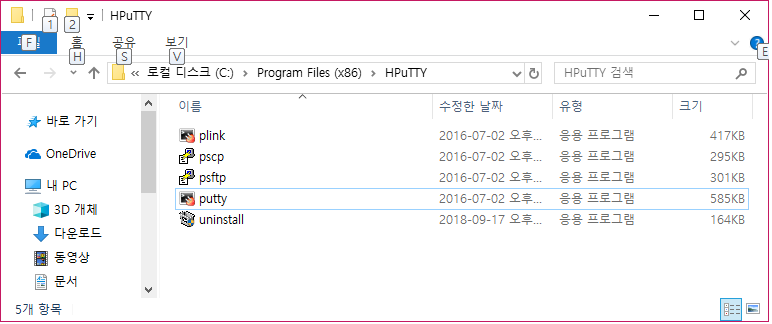 1 2 HPuTTY
파일 홈 공유 보기
F H S V E
« 로컬 디스크 (C:) > Program Files (x86) > HPuTTY
HPuTTY 검색
이름 수정한 날짜 유형 크기
바로 가기
OneDrive
내 PC
3D 개체
다운로드
동영상
문서
plink 2016-07-02 오후... 응용 프로그램 417KB
pscp 2016-07-02 오후... 응용 프로그램 295KB
psftp 2016-07-02 오후... 응용 프로그램 301KB
putty 2016-07-02 오후... 응용 프로그램 585KB
uninstall 2018-09-17 오후... 응용 프로그램 164KB
5개 항목